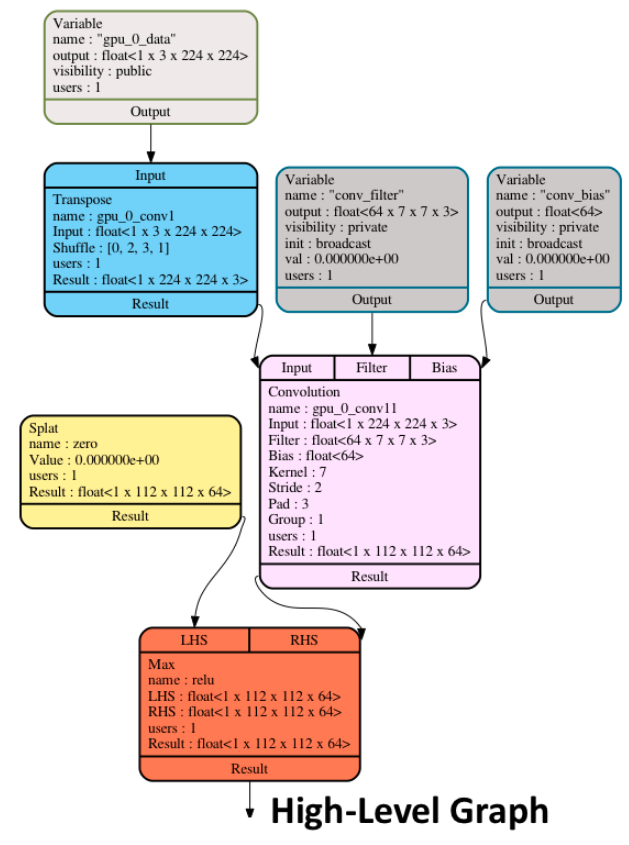 Variable
name : "gpu_0_data"
output : float<1 x 3 x 224 x 224>
visibility : public
users : 1
Output
Input
Transpose
name : gpu_0_conv1
Input : float<1 x 3 x 224 x 224>
Shuffle : [0, 2, 3, 1]
users : 1
Result : float<1 x 224 x 224 x 3>
Result
Variable
name : "conv_filter"
output : float<64 x 7 x 7 x 3>
visibility : private
init : broadcast
val : 0.000000e+00
users : 1
Output
Variable
name : "conv_bias"
output : float<64>
visibility : private
init : broadcast
val : 0.000000e+00
users : 1
Output
Input Filter Bias
Convolution
name : gpu_0_conv11
Input : float<1 x 224 x 224 x 3>
Filter : float<64 x 7 x 7 x 3>
Bias : float<64>
Kernel : 7
Stride : 2
Pad : 3
Group : 1
users : 1
Result : float<1 x 112 x 112 x 64>
Result
Splat
name : zero
Value : 0.000000e+00
users : 1
Result : float<1 x 112 x 112 x 64>
Result
LHS RHS
Max
name : relu
LHS : float<1 x 112 x 112 x 64>
RHS : float<1 x 112 x 112 x 64>
users : 1
Result : float<1 x 112 x 112 x 64>
Result
High-Level Graph